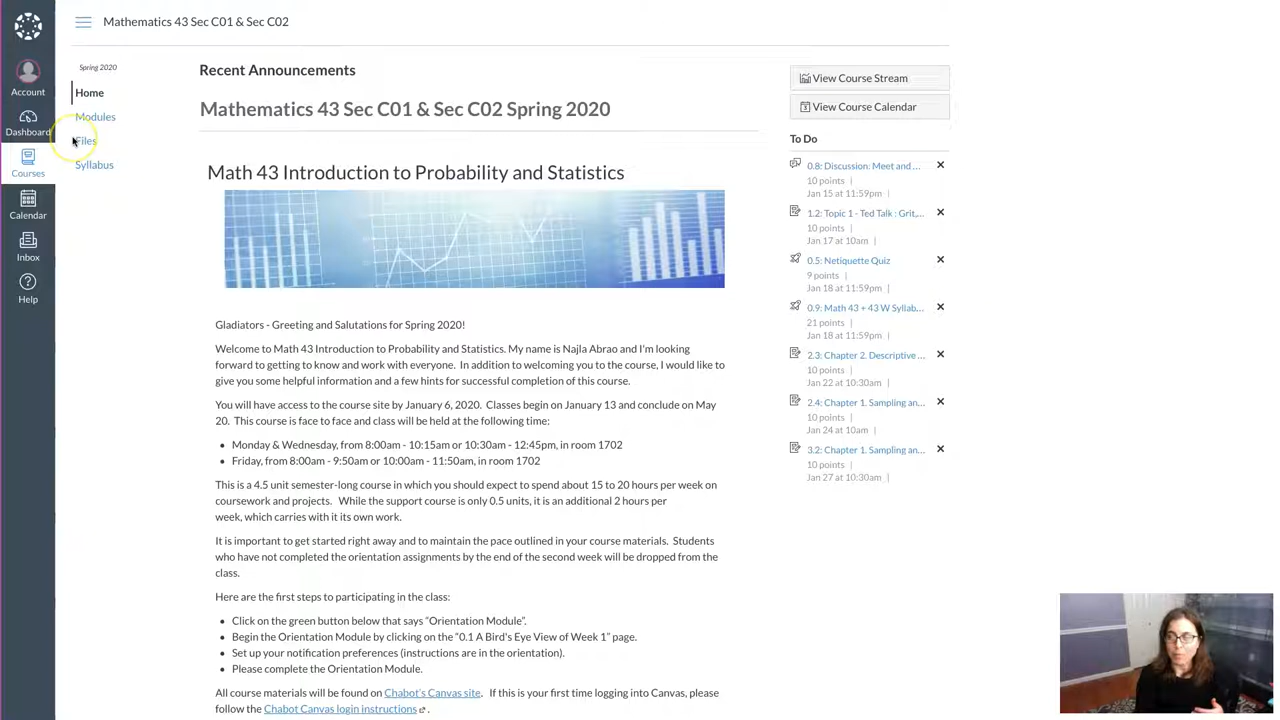 Mathematics 43 Sec C01 & Sec C02
Account
Dashboard
Courses
Calendar
Inbox
Help
Spring 2020
Home
Modules
Files
Syllabus
Recent Announcements
Mathematics 43 Sec C01 & Sec C02 Spring 2020
Math 43 Introduction to Probability and Statistics
Gladiators - Greeting and Salutations for Spring 2020!
Welcome to Math 43 Introduction to Probability and Statistics. My name is Najla Abrao and I'm looking
forward to getting to know and work with everyone. In addition to welcoming you to the course, I would like to
give you some helpful information and a few hints for successful completion of this course.
You will have access to the course site by January 6, 2020. Classes begin on January 13 and conclude on May
20. This course is face to face and class will be held at the following time:
• Monday & Wednesday, from 8:00am - 10:15am or 10:30am - 12:45pm, in room 1702
• Friday, from 8:00am - 9:50am or 10:00am - 11:50am, in room 1702
This is a 4.5 unit semester-long course in which you should expect to spend about 15 to 20 hours per week on
coursework and projects. While the support course is only 0.5 units, it is an additional 2 hours per
week, which carries with it its own work.
It is important to get started right away and to maintain the pace outlined in your course materials. Students
who have not completed the orientation assignments by the end of the second week will be dropped from the
class.
Here are the first steps to participating in the class:
• Click on the green button below that says "Orientation Module".
• Begin the Orientation Module by clicking on the "0.1 A Bird's Eye View of Week 1" page.
• Set up your notification preferences (instructions are in the orientation).
• Please complete the Orientation Module.
All course materials will be found on Chabot's Canvas site. If this is your first time logging into Canvas, please
follow the Chabot Canvas login instructions .
View Course Stream
View Course Calendar
To Do
0.8: Discussion: Meet and ...
10 points |
Jan 15 at 11:59pm |
1.2: Topic 1 - Ted Talk : Grit,...
10 points |
Jan 17 at 10am |
0.5: Netiquette Quiz
9 points |
Jan 18 at 11:59pm |
0.9: Math 43 + 43 W Syllab...
21 points |
Jan 18 at 11:59pm |
2.3: Chapter 2. Descriptive ...
10 points |
Jan 22 at 10:30am |
2.4: Chapter 1. Sampling an...
10 points |
Jan 24 at 10am |
3.2: Chapter 1. Sampling an...
10 points |
Jan 27 at 10:30am |